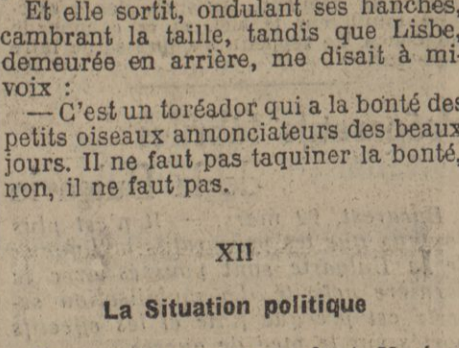 Et elle sortit, ondulant ses hanches,
cambrant la taille, tandis que Lisbe,
demeurée en arrière, me disait à mi-
voix :
— C'est un toréador qui a la bonté des
petits oiseaux annonciateurs des beaux
jours. Il ne faut pas taquiner la bonté,
non, il ne faut pas.
XII
La Situation politique